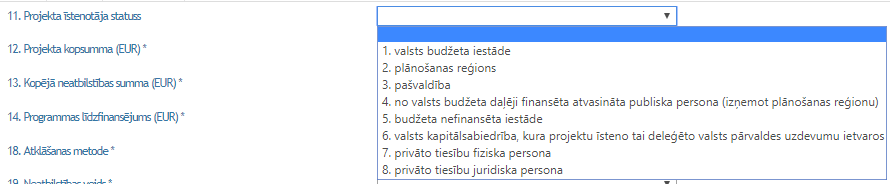 11. Projekta īstenotāja statuss
12. Projekta kopsumma (EUR) *
13. Kopējā neatbilstības summa (EUR) *
14. Programmas līdzfinansējums (EUR) *
18. Atklāšanas metode *
19. Neatbilstības veids *
1. valsts budžeta iestāde
2. plānošanas reģions
3. pašvaldība
4. no valsts budžeta daļēji finansēta atvasināta publiska persona (izņemot plānošanas reģionu)
5. budžeta nefinansēta iestāde
6. valsts kapitālsabiedrība, kura projektu īsteno tai deleģēto valsts pārvaldes uzdevumu ietvaros
7. privāto tiesību fiziska persona
8. privāto tiesību juridiska persona